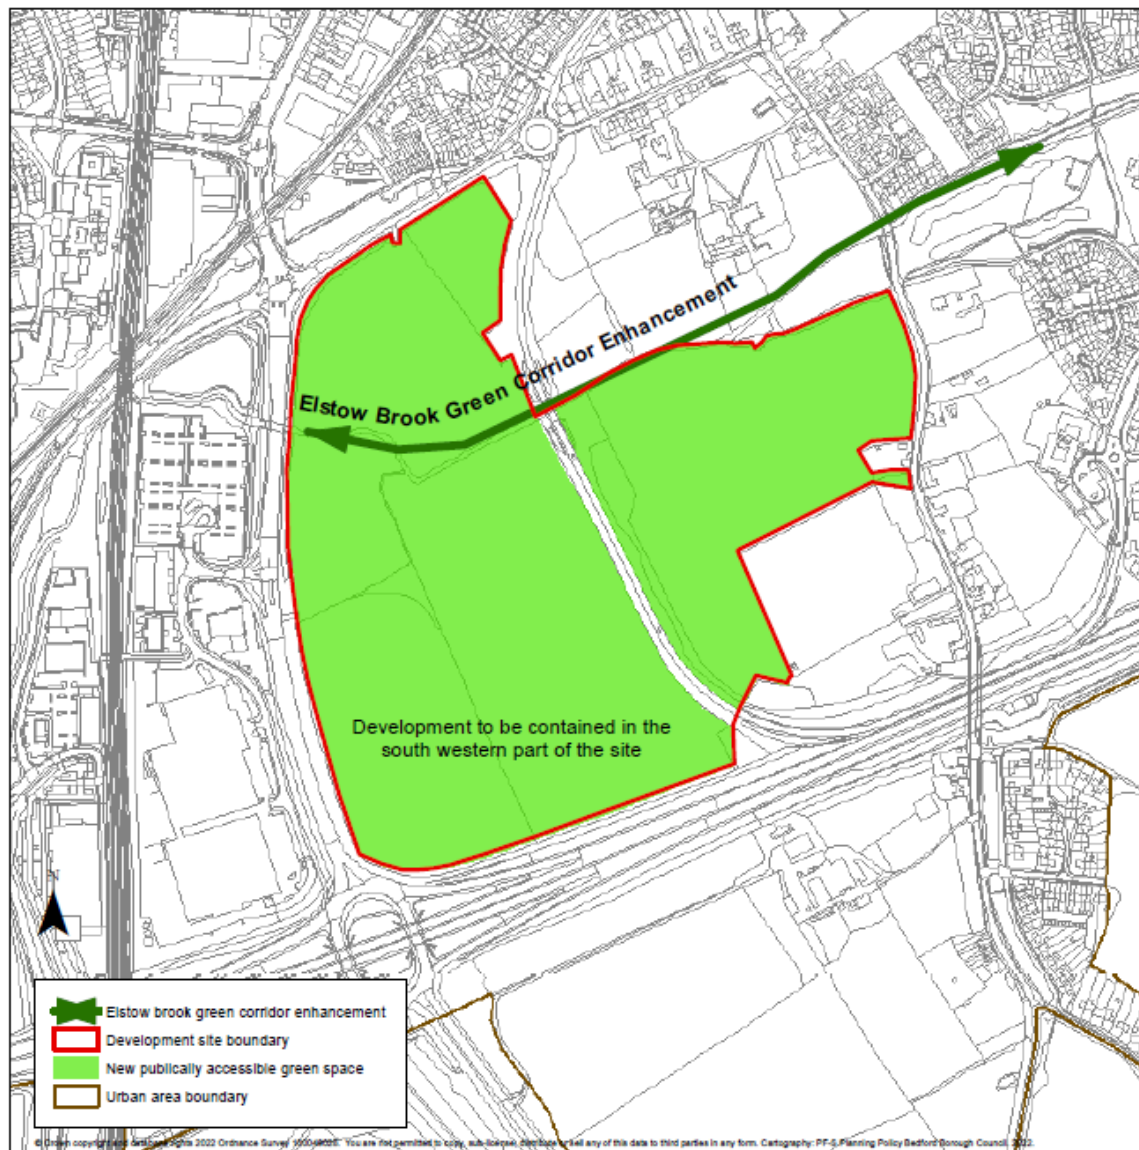 Elstow Brook Green Corridor Enhancement
Development to be contained in the
south western part of the site
N
Elstow brook green corridor enhancement
Development site boundary
New publically accessible green space
Urban area boundary
© Crown copyright and database rights 2022 Ordnance Survey You are not permitted to copy, sub-license, distribute or sell any of this data to third parties in any form. Cartography: PF-S Planning Policy Bedford Borough Council, 2022.